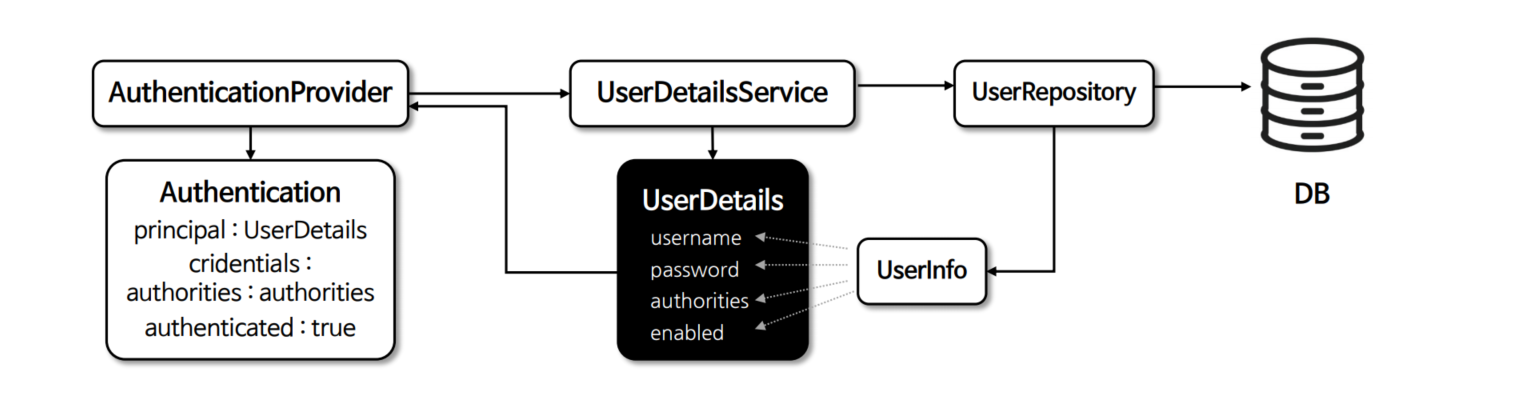 AuthenticationProvider
UserDetailsService
UserRepository
DB
Authentication
principal : UserDetails
cridentials :
authorities : authorities
authenticated : true
UserDetails
username
password
authorities
enabled
UserInfo